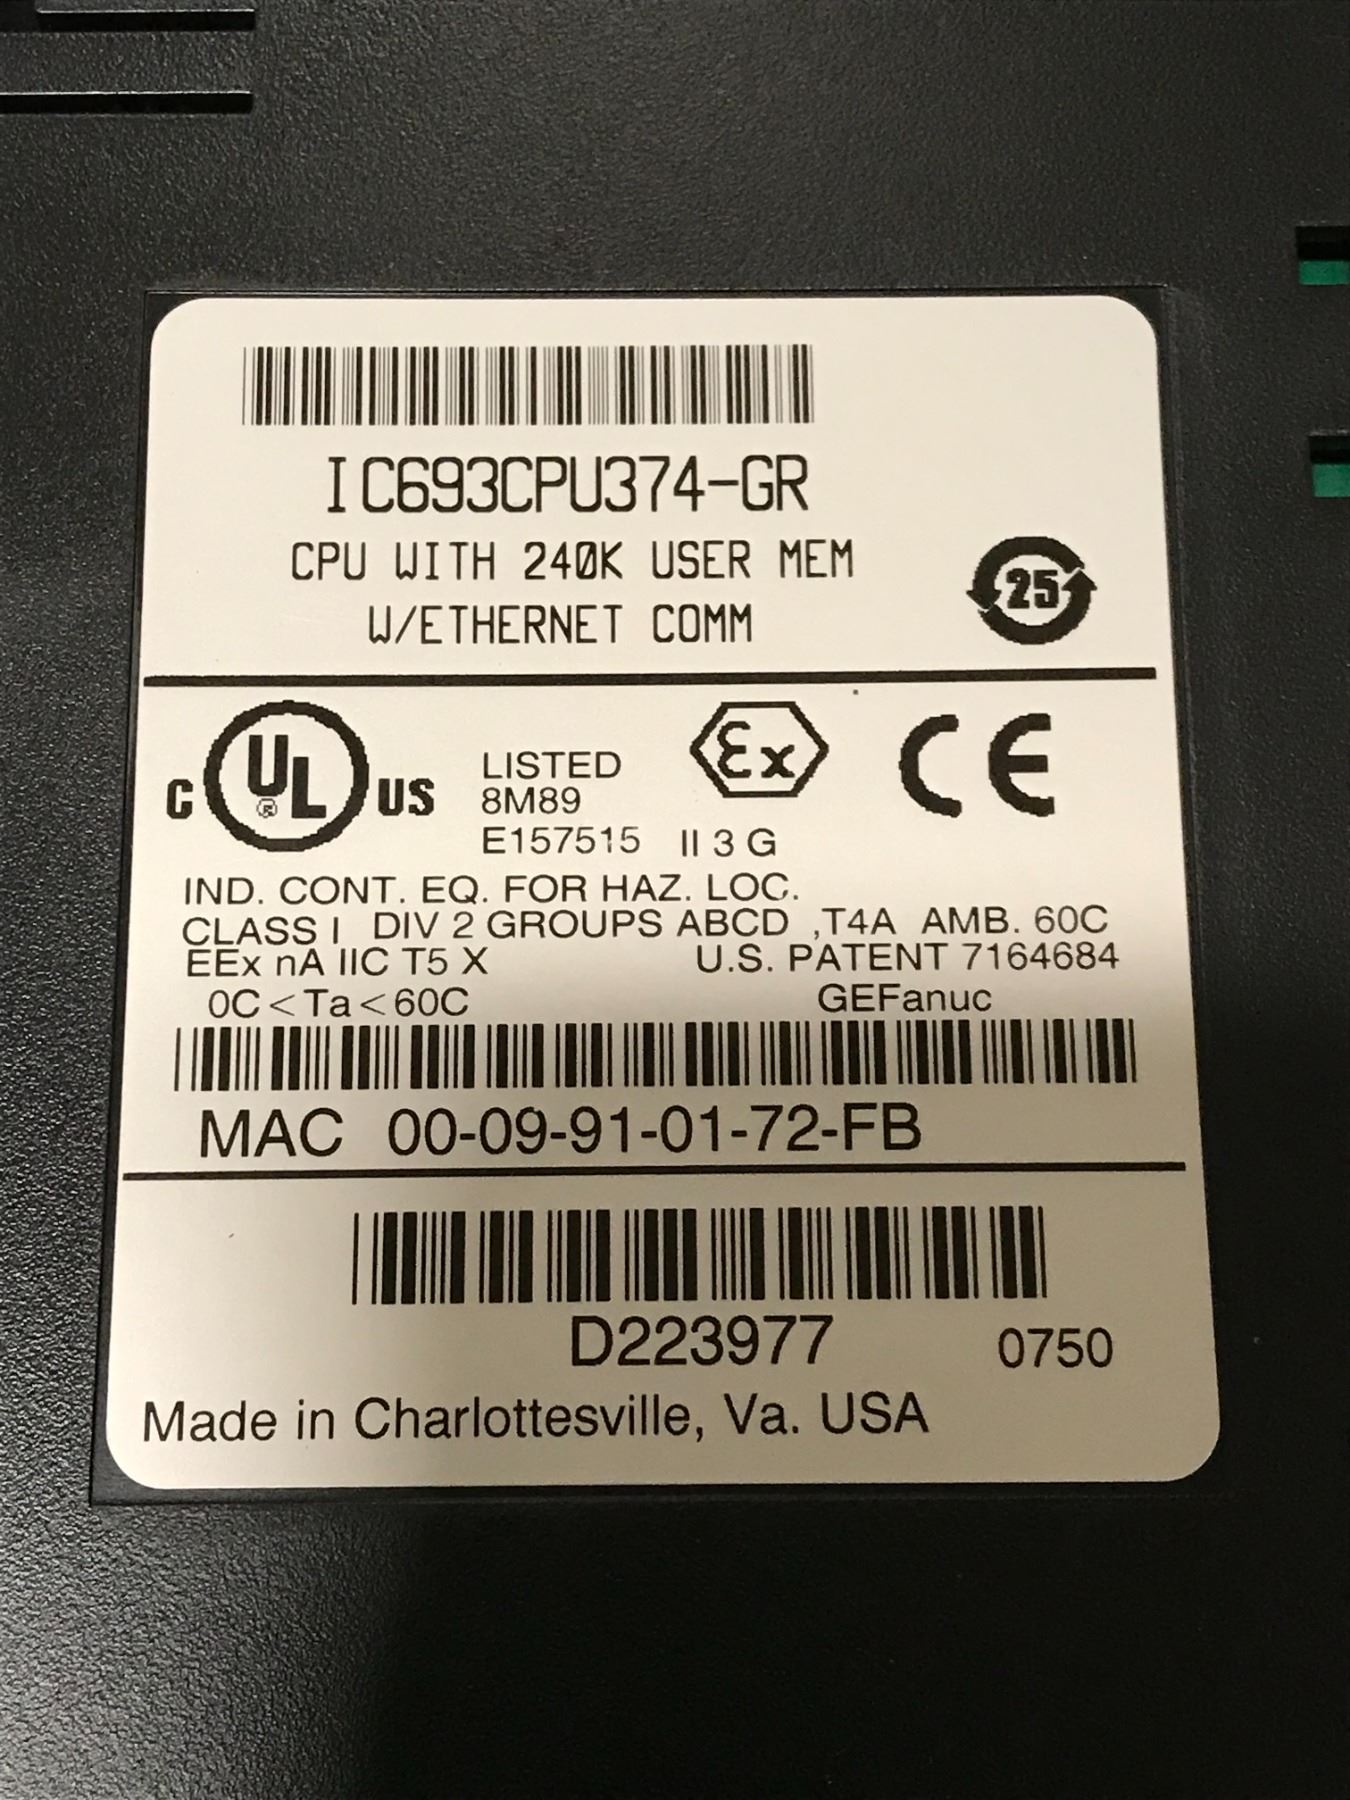 IC693CPU374-GR
CPU WITH 240K USER MEM
W/ETHERNET COMM
25
C UL ® US
LISTED
8M89
E157515
Ex
II 3 G
CE
IND. CONT. EQ. FOR HAZ. LOC.
CLASS I DIV 2 GROUPS ABCD ,T4A AMB. 60C
EEx nA IIC T5 X U.S. PATENT 7164684
0C<Ta<60C GEFanuc
MAC 00-09-91-01-72-FB
D223977 0750
Made in Charlottesville, Va. USA